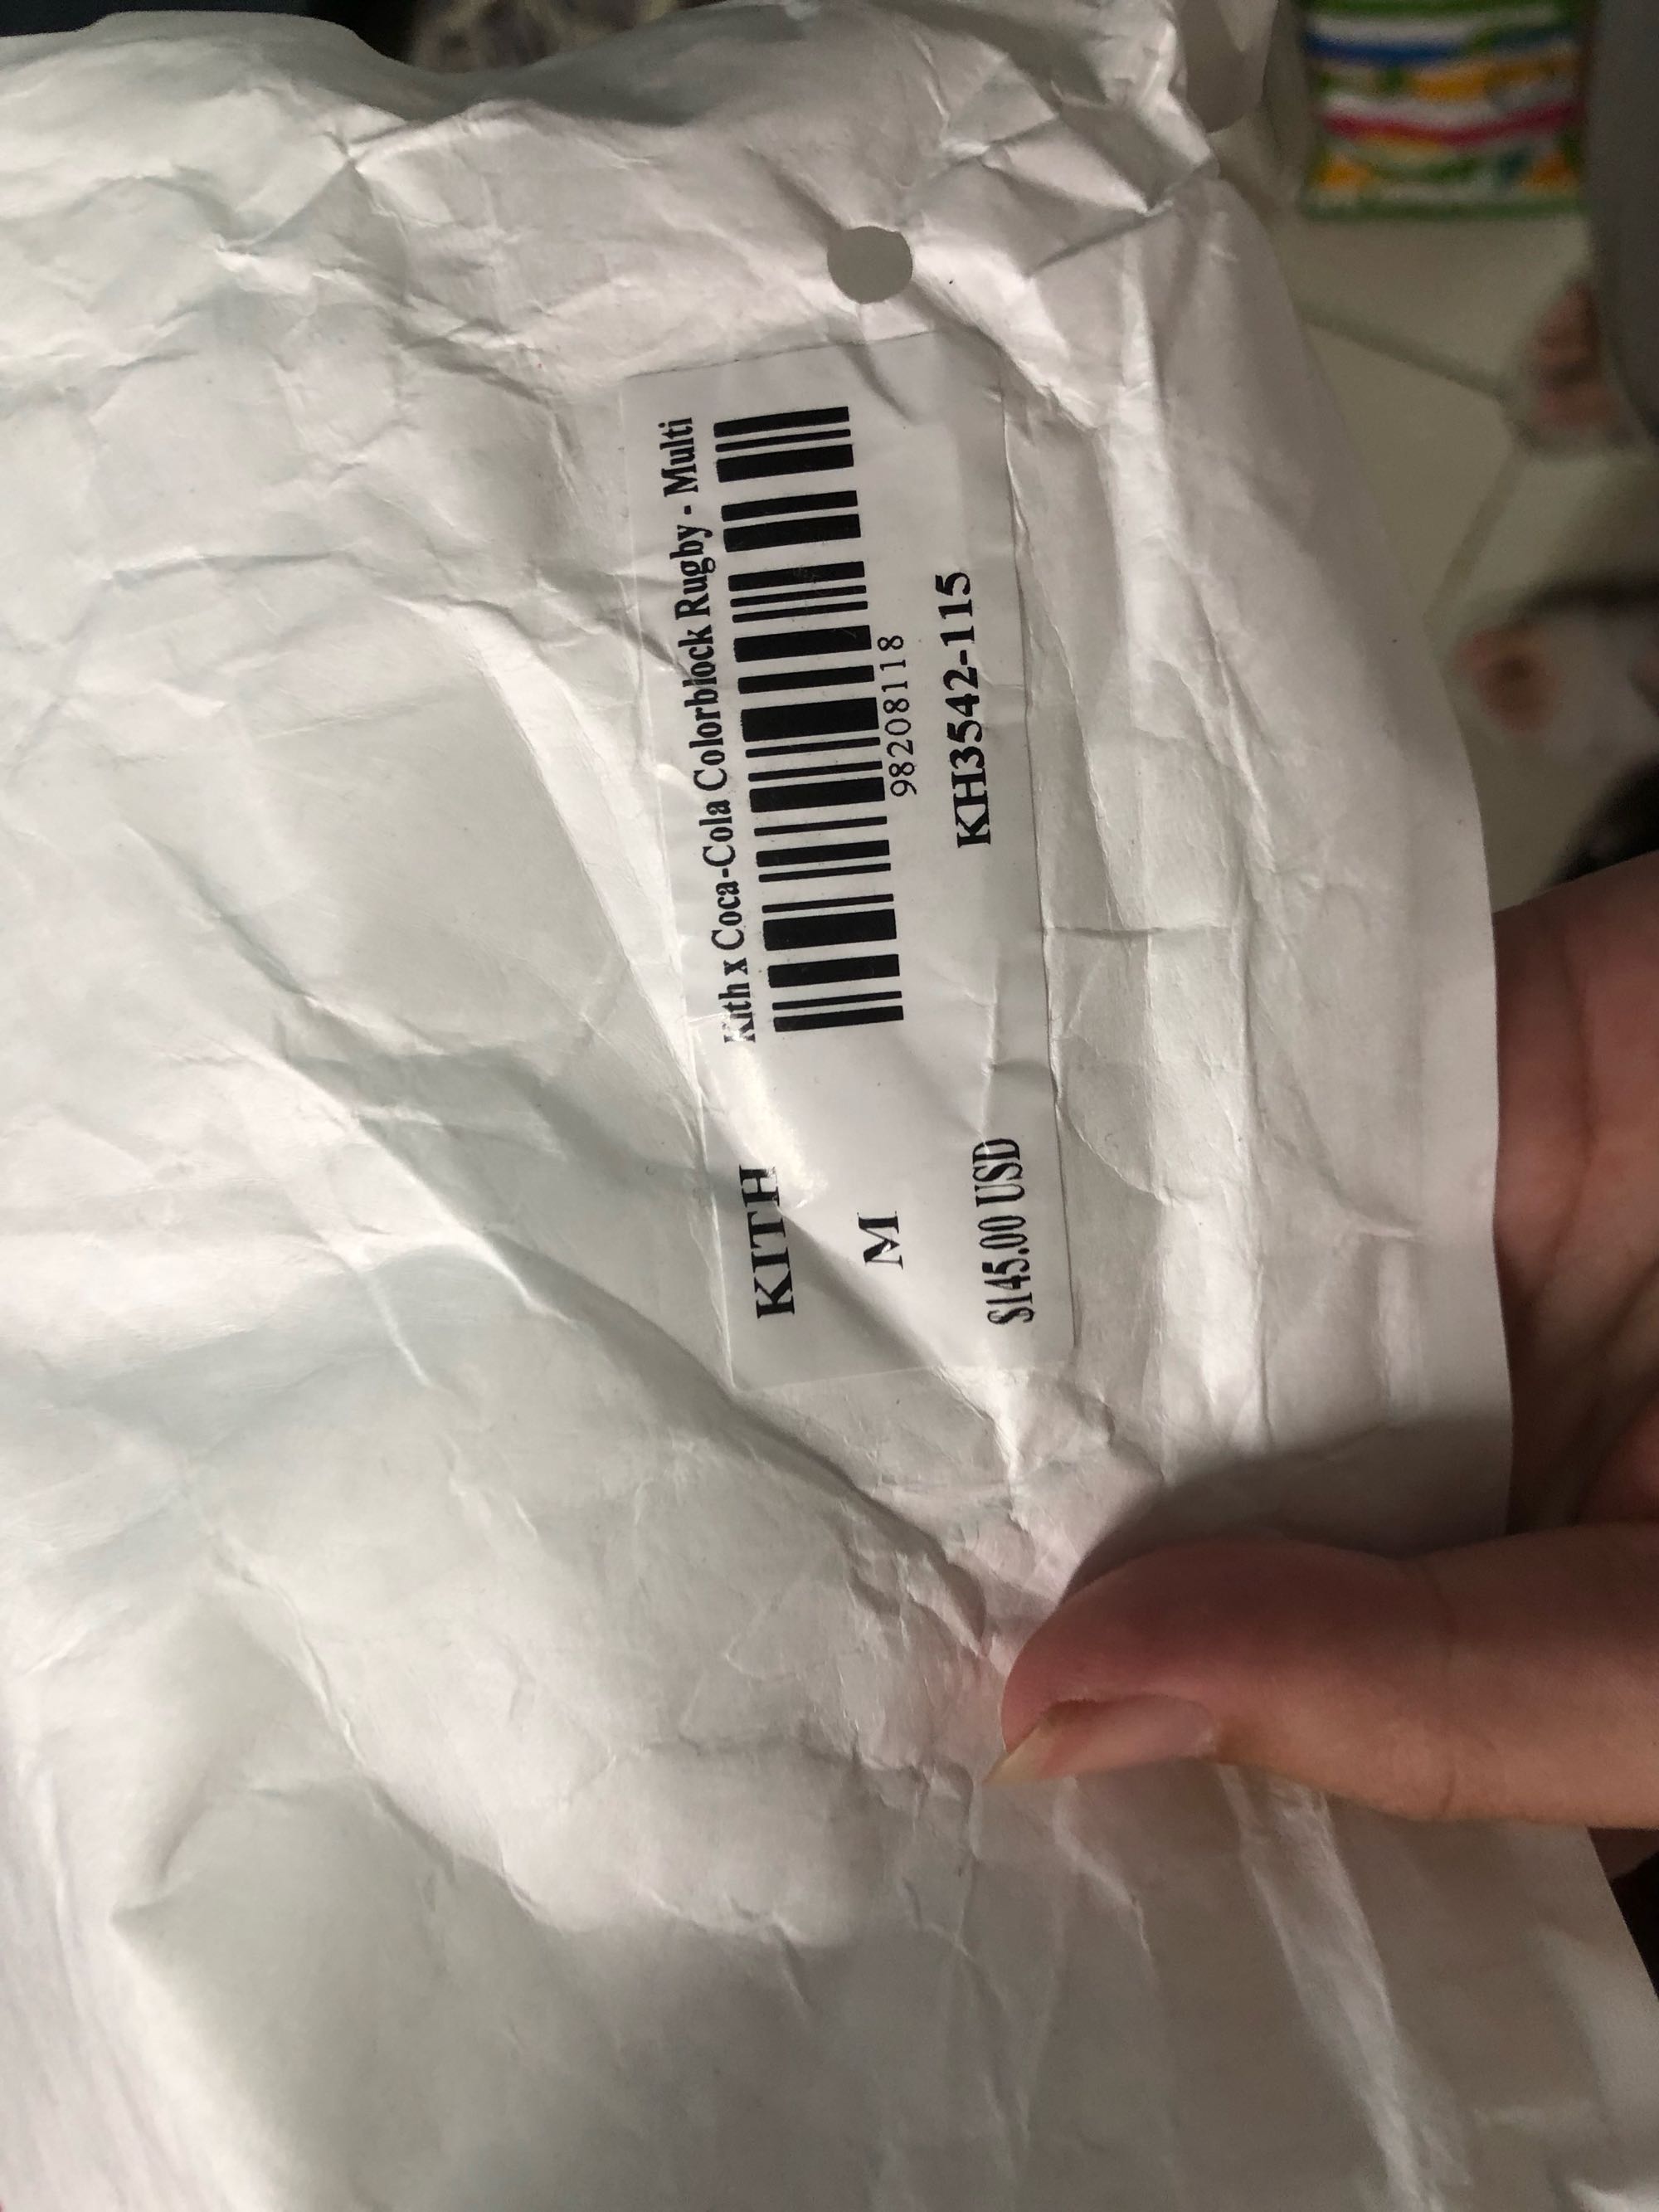 KITH
Kith x Coca-Cola Colorblock Rugby - Multi
M
98208118
$145.00 USD
KH3542-115